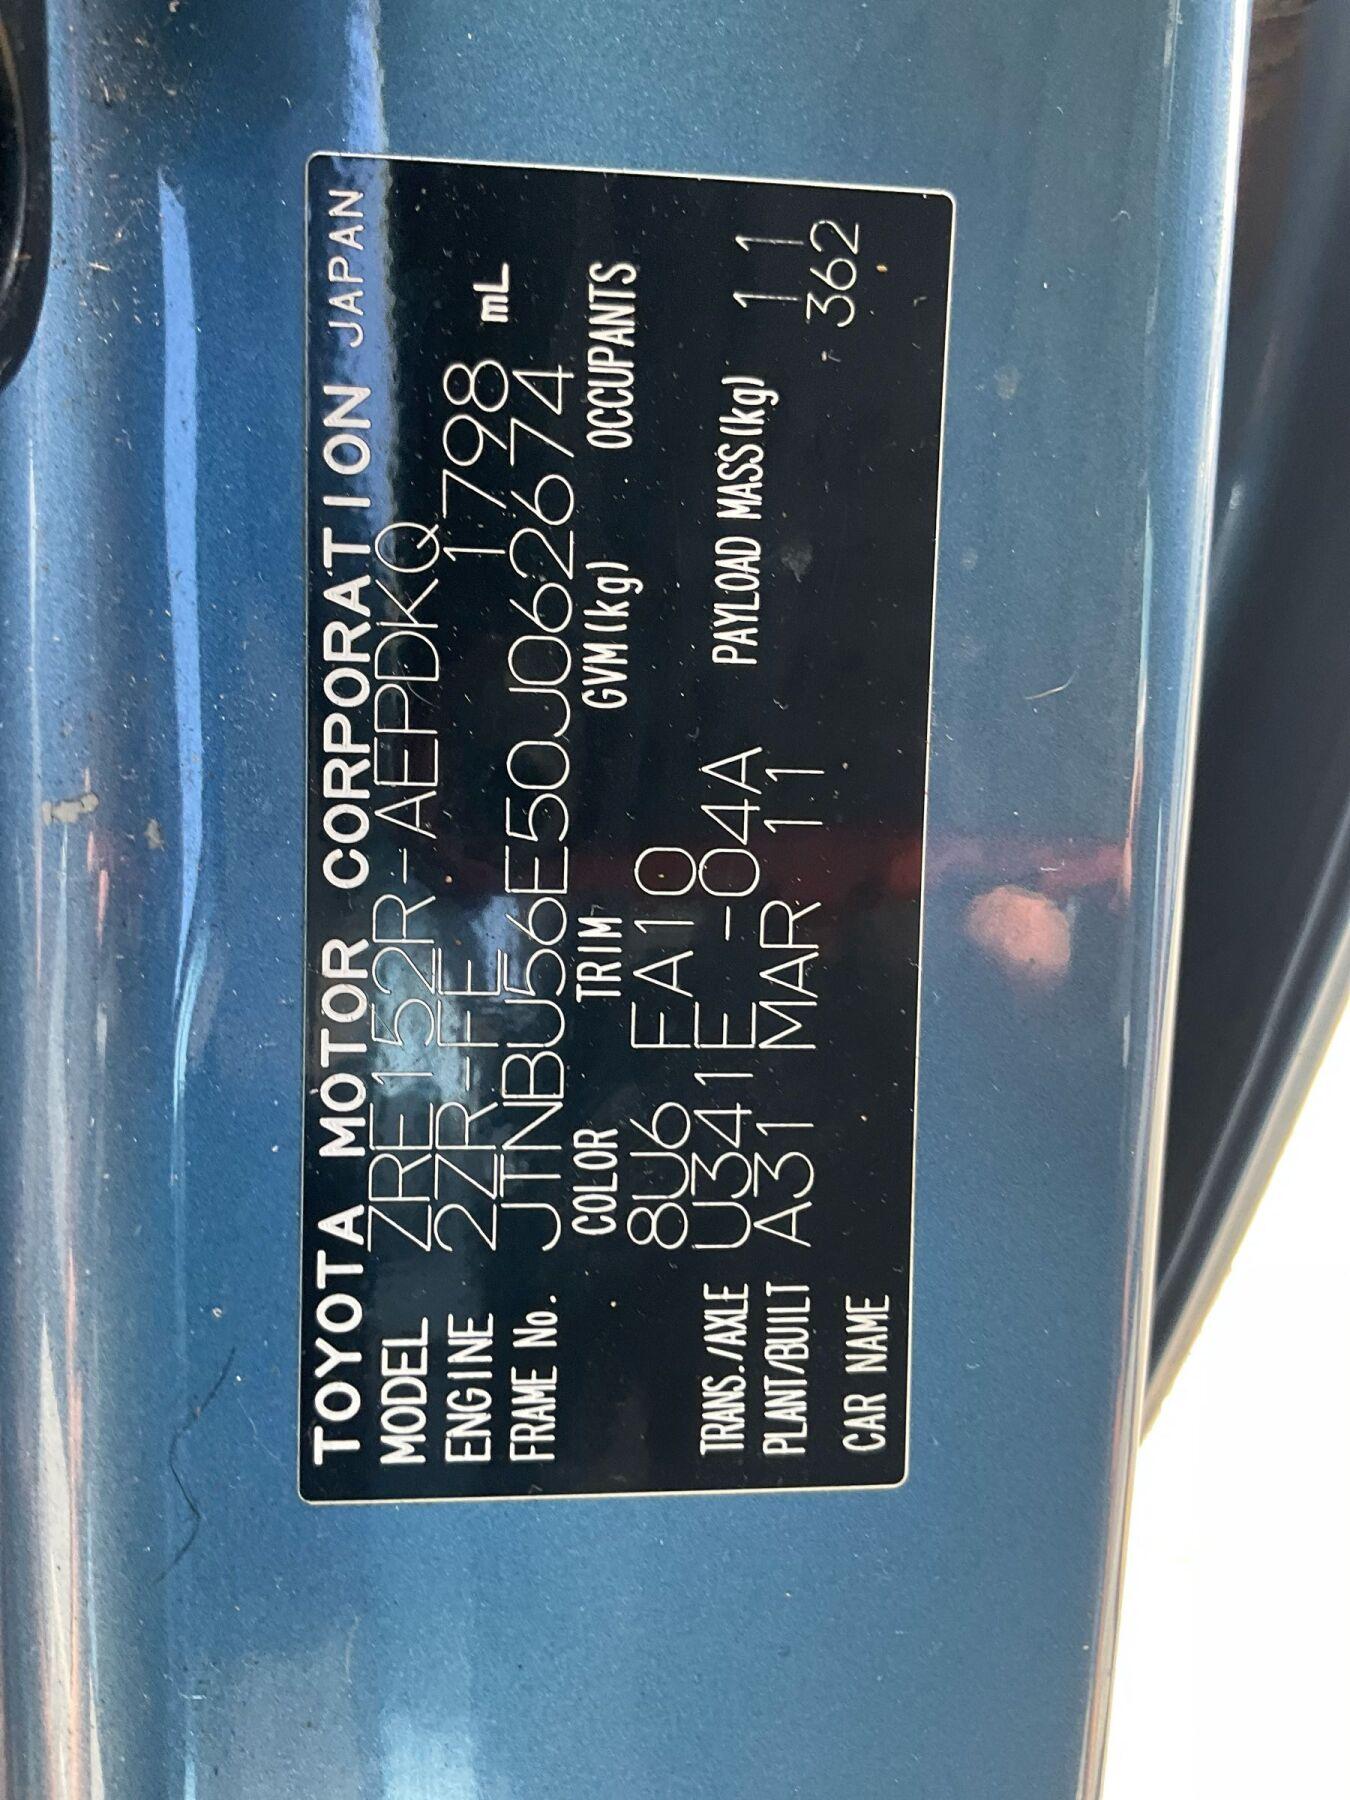 TOYOTA MOTOR CORPORATION JAPAN
MODEL ZRE152R-AEPDKQ
ENGINE 2ZR-FE 1798 mL
FRAME No. JTNBU56E50J062674
COLOR TRIM GVM(kg) OCCUPANTS
8U6 FA10
TRANS./AXLE U341E -04A PAYLOAD MASS(kg) 11
PLANT/BUILT A31 MAR 11 11
362
CAR NAME